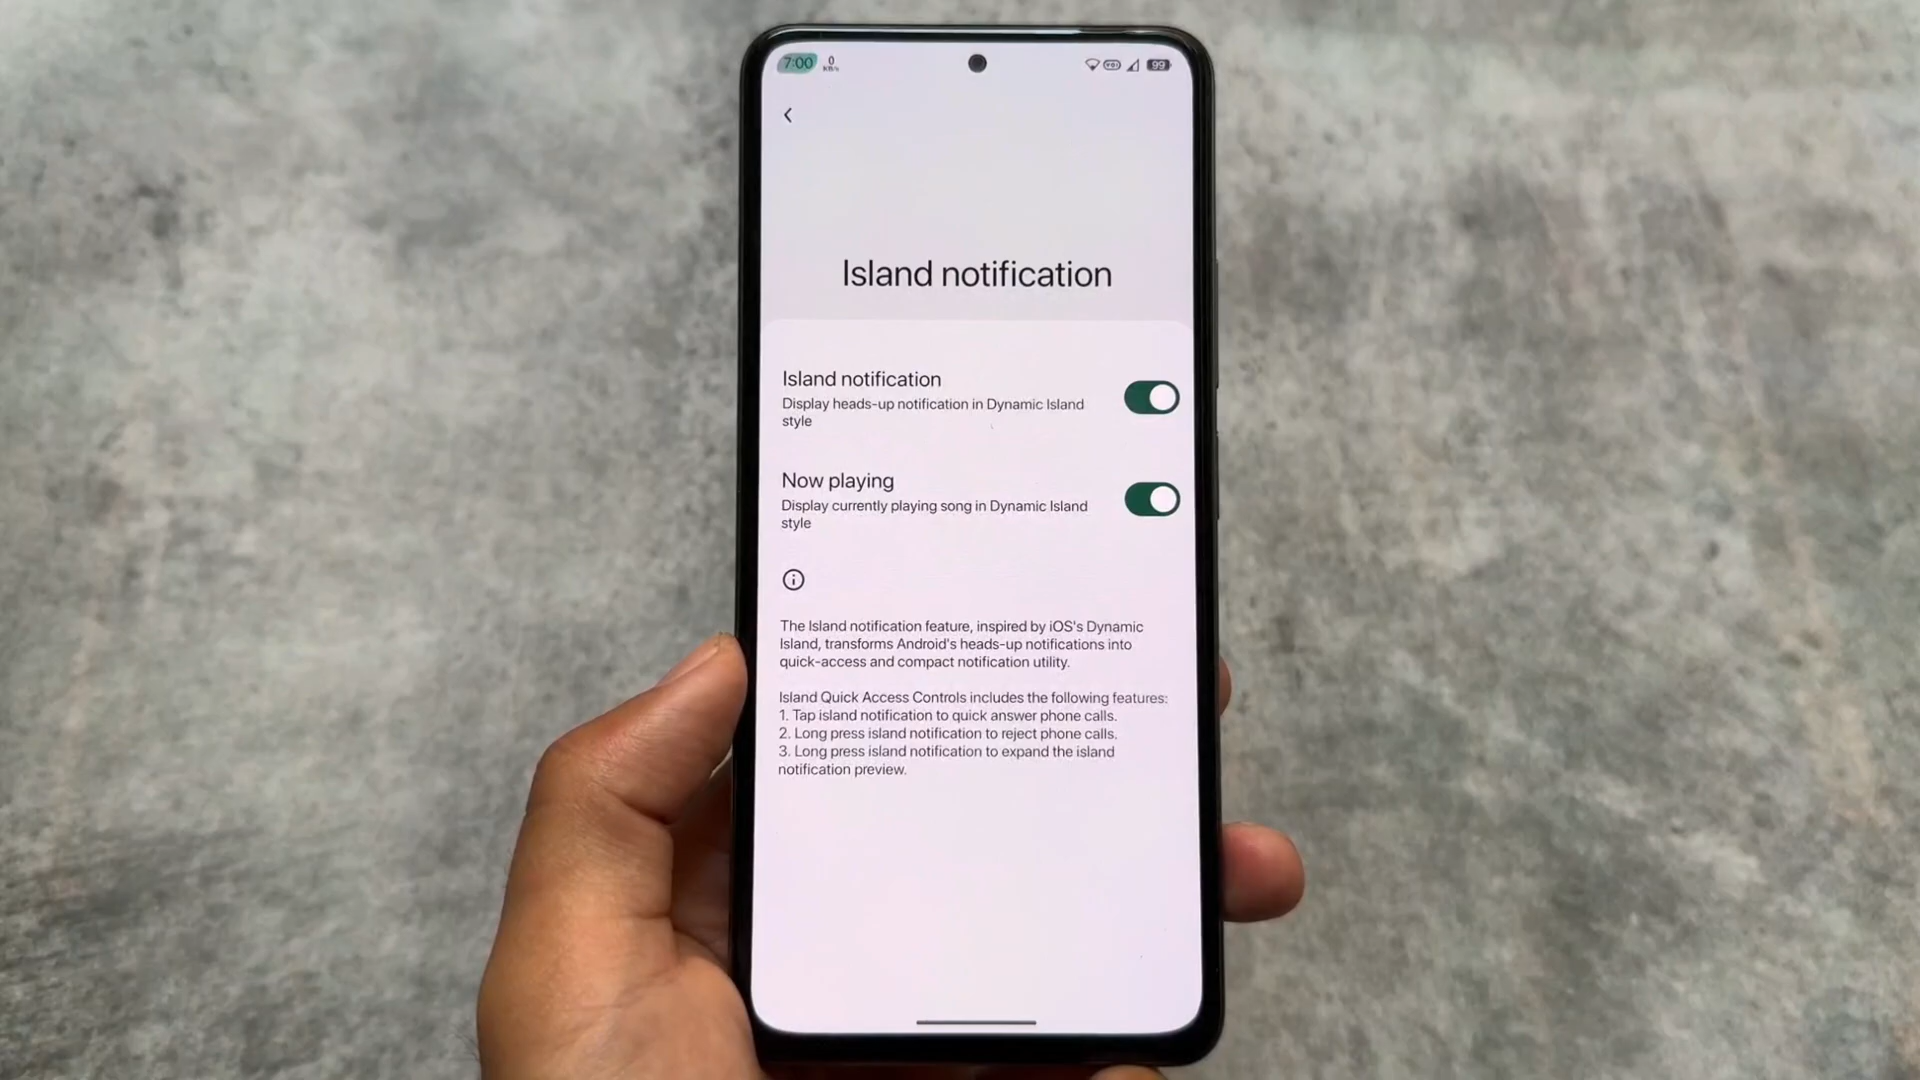 7:00 0 KB/s 99
Island notification
Island notification
Display heads-up notification in Dynamic Island
style
Now playing
Display currently playing song in Dynamic Island
style
The Island notification feature, inspired by iOS's Dynamic
Island, transforms Android's heads-up notifications into
quick-access and compact notification utility.
Island Quick Access Controls includes the following features:
1. Tap island notification to quick answer phone calls.
2. Long press island notification to reject phone calls.
3. Long press island notification to expand the island
notification preview.